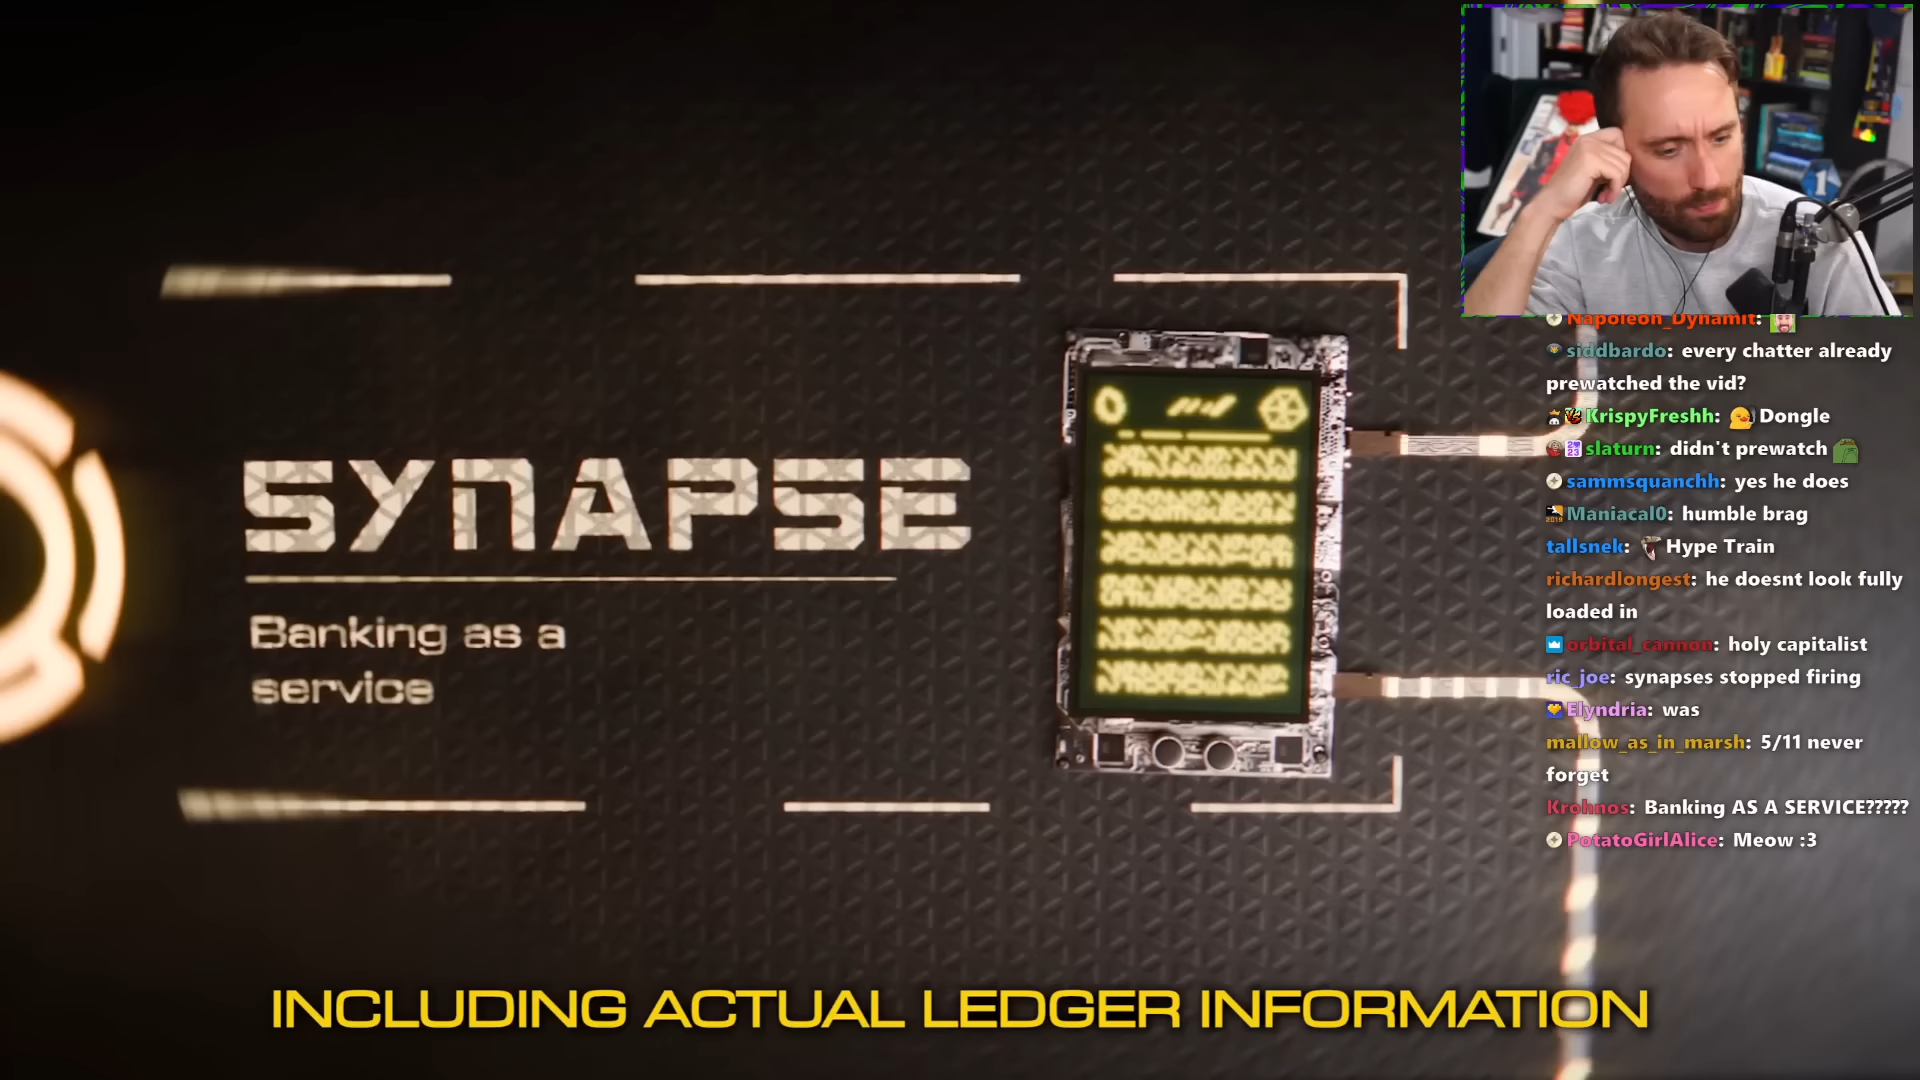 SYNAPSE
Banking as a
service
INCLUDING ACTUAL LEDGER INFORMATION
Napoleon_Dynamit:
siddbardo: every chatter already
prewatched the vid?
KrispyFreshh: Dongle
slaturn: didn't prewatch
sammsquanchh: yes he does
Maniacal0: humble brag
tallsnek: Hype Train
richardlongest: he doesnt look fully
loaded in
orbital_cannon: holy capitalist
ric_joe: synapses stopped firing
Elyndria: was
mallow_as_in_marsh: 5/11 never
forget
Krohnos: Banking AS A SERVICE?????
PotatoGirlAlice: Meow :3